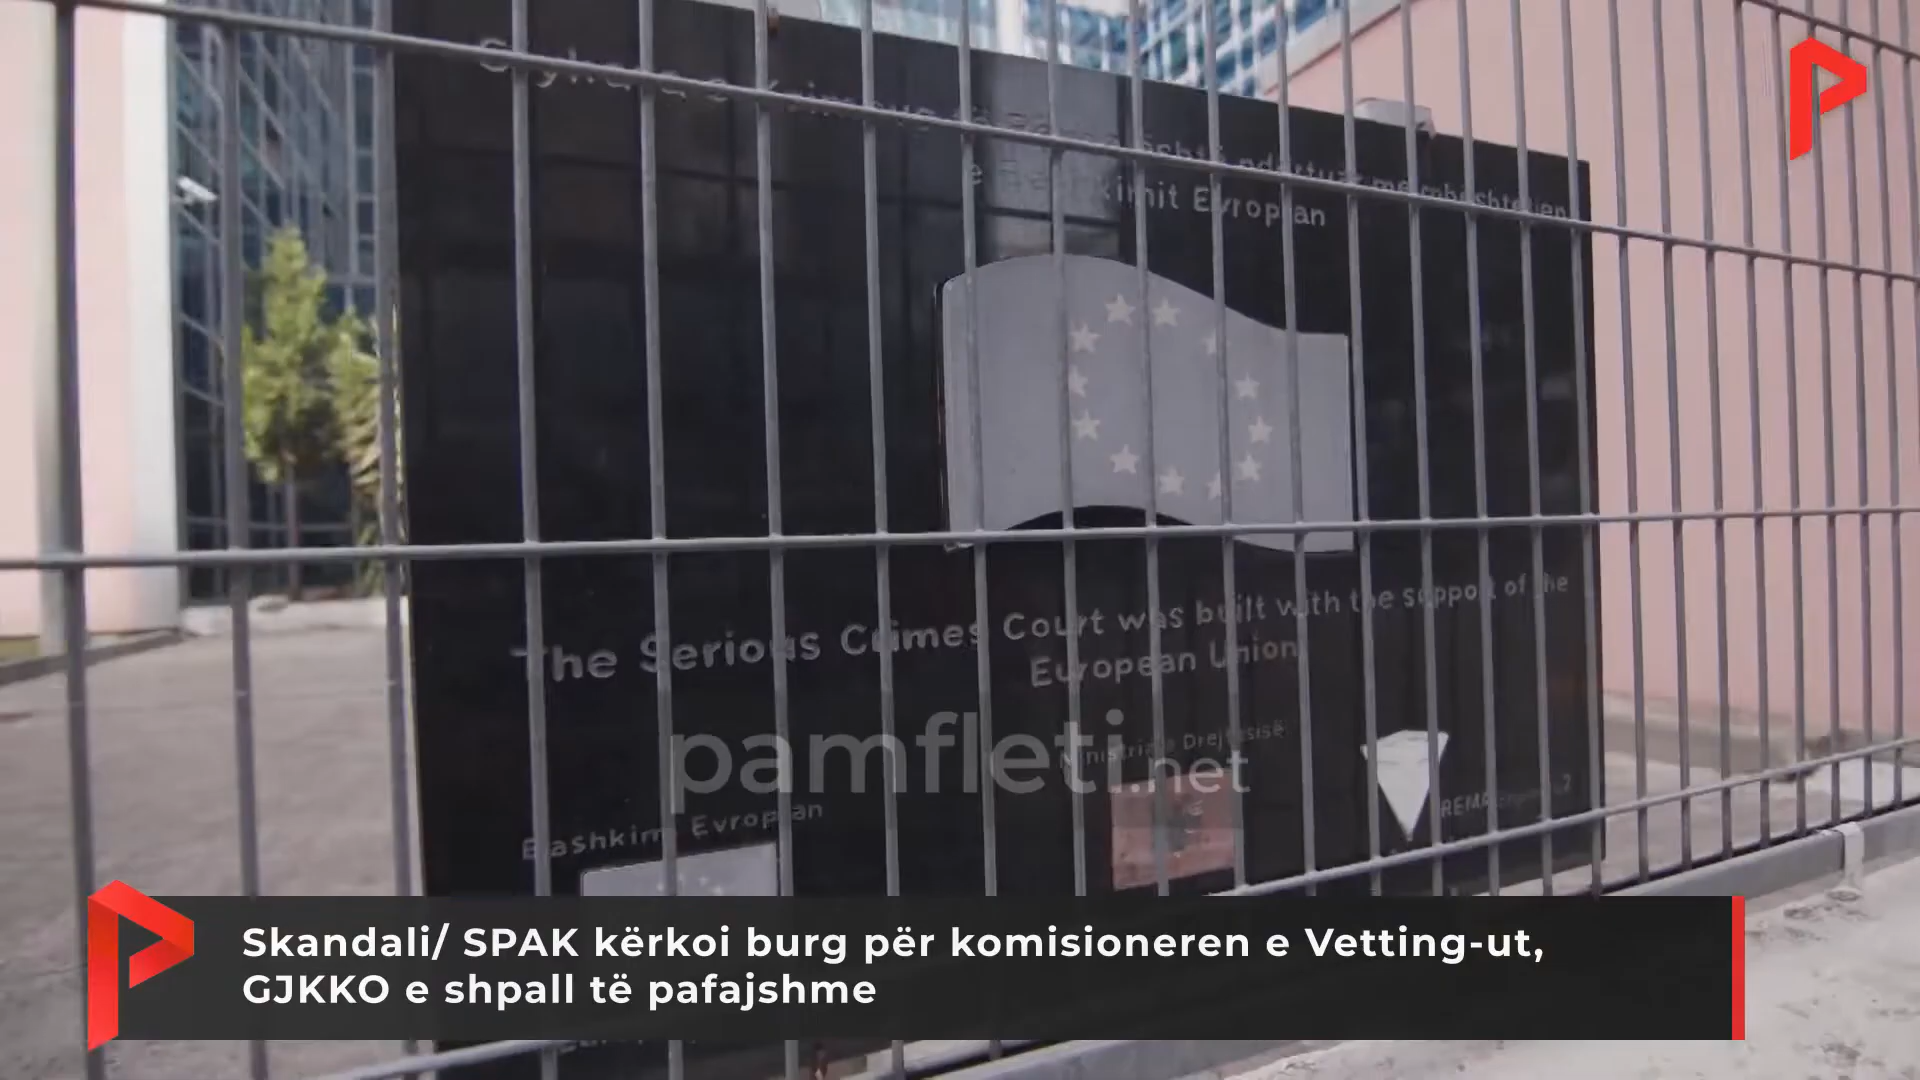 e Bashkimit Evropian
The Serious Crimes Court was built with the support of the
European Union
pamfleti.net
Ministria e Drejtësisë
Bashkimi Evropian
Skandali/ SPAK kërkoi burg për komisioneren e Vetting-ut,
GJKKO e shpall të pafajshme